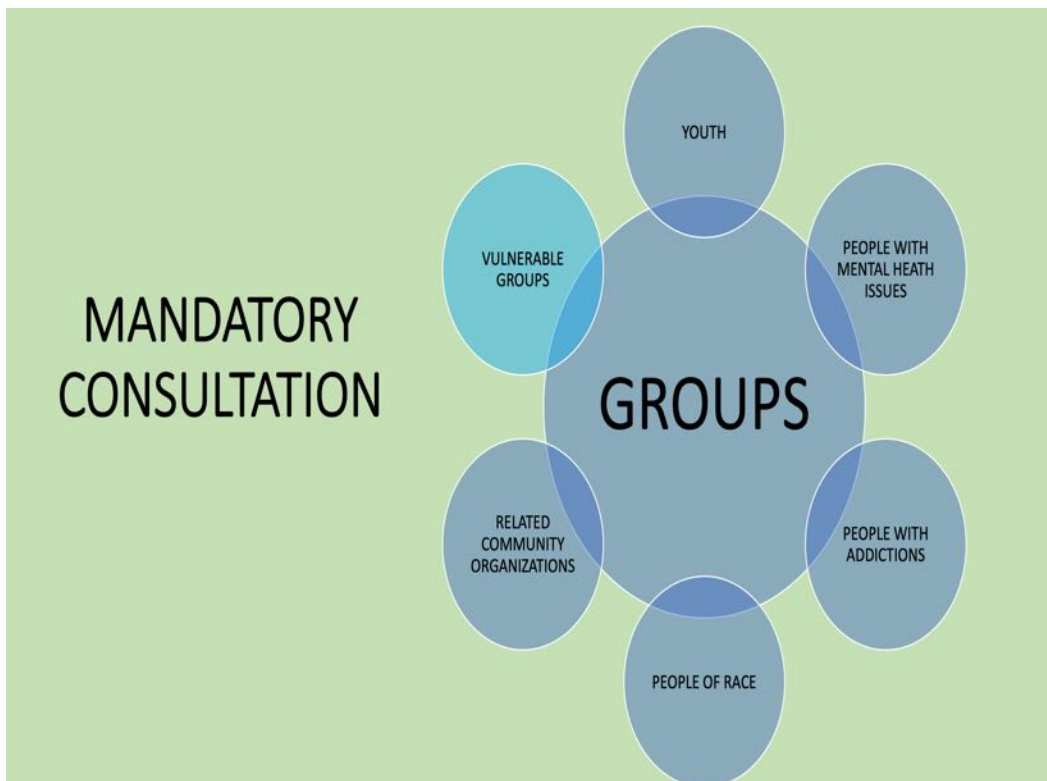 MANDATORY
CONSULTATION
YOUTH
PEOPLE WITH
MENTAL HEATH
ISSUES
PEOPLE WITH
ADDICTIONS
PEOPLE OF RACE
RELATED
COMMUNITY
ORGANIZATIONS
VULNERABLE
GROUPS
GROUPS